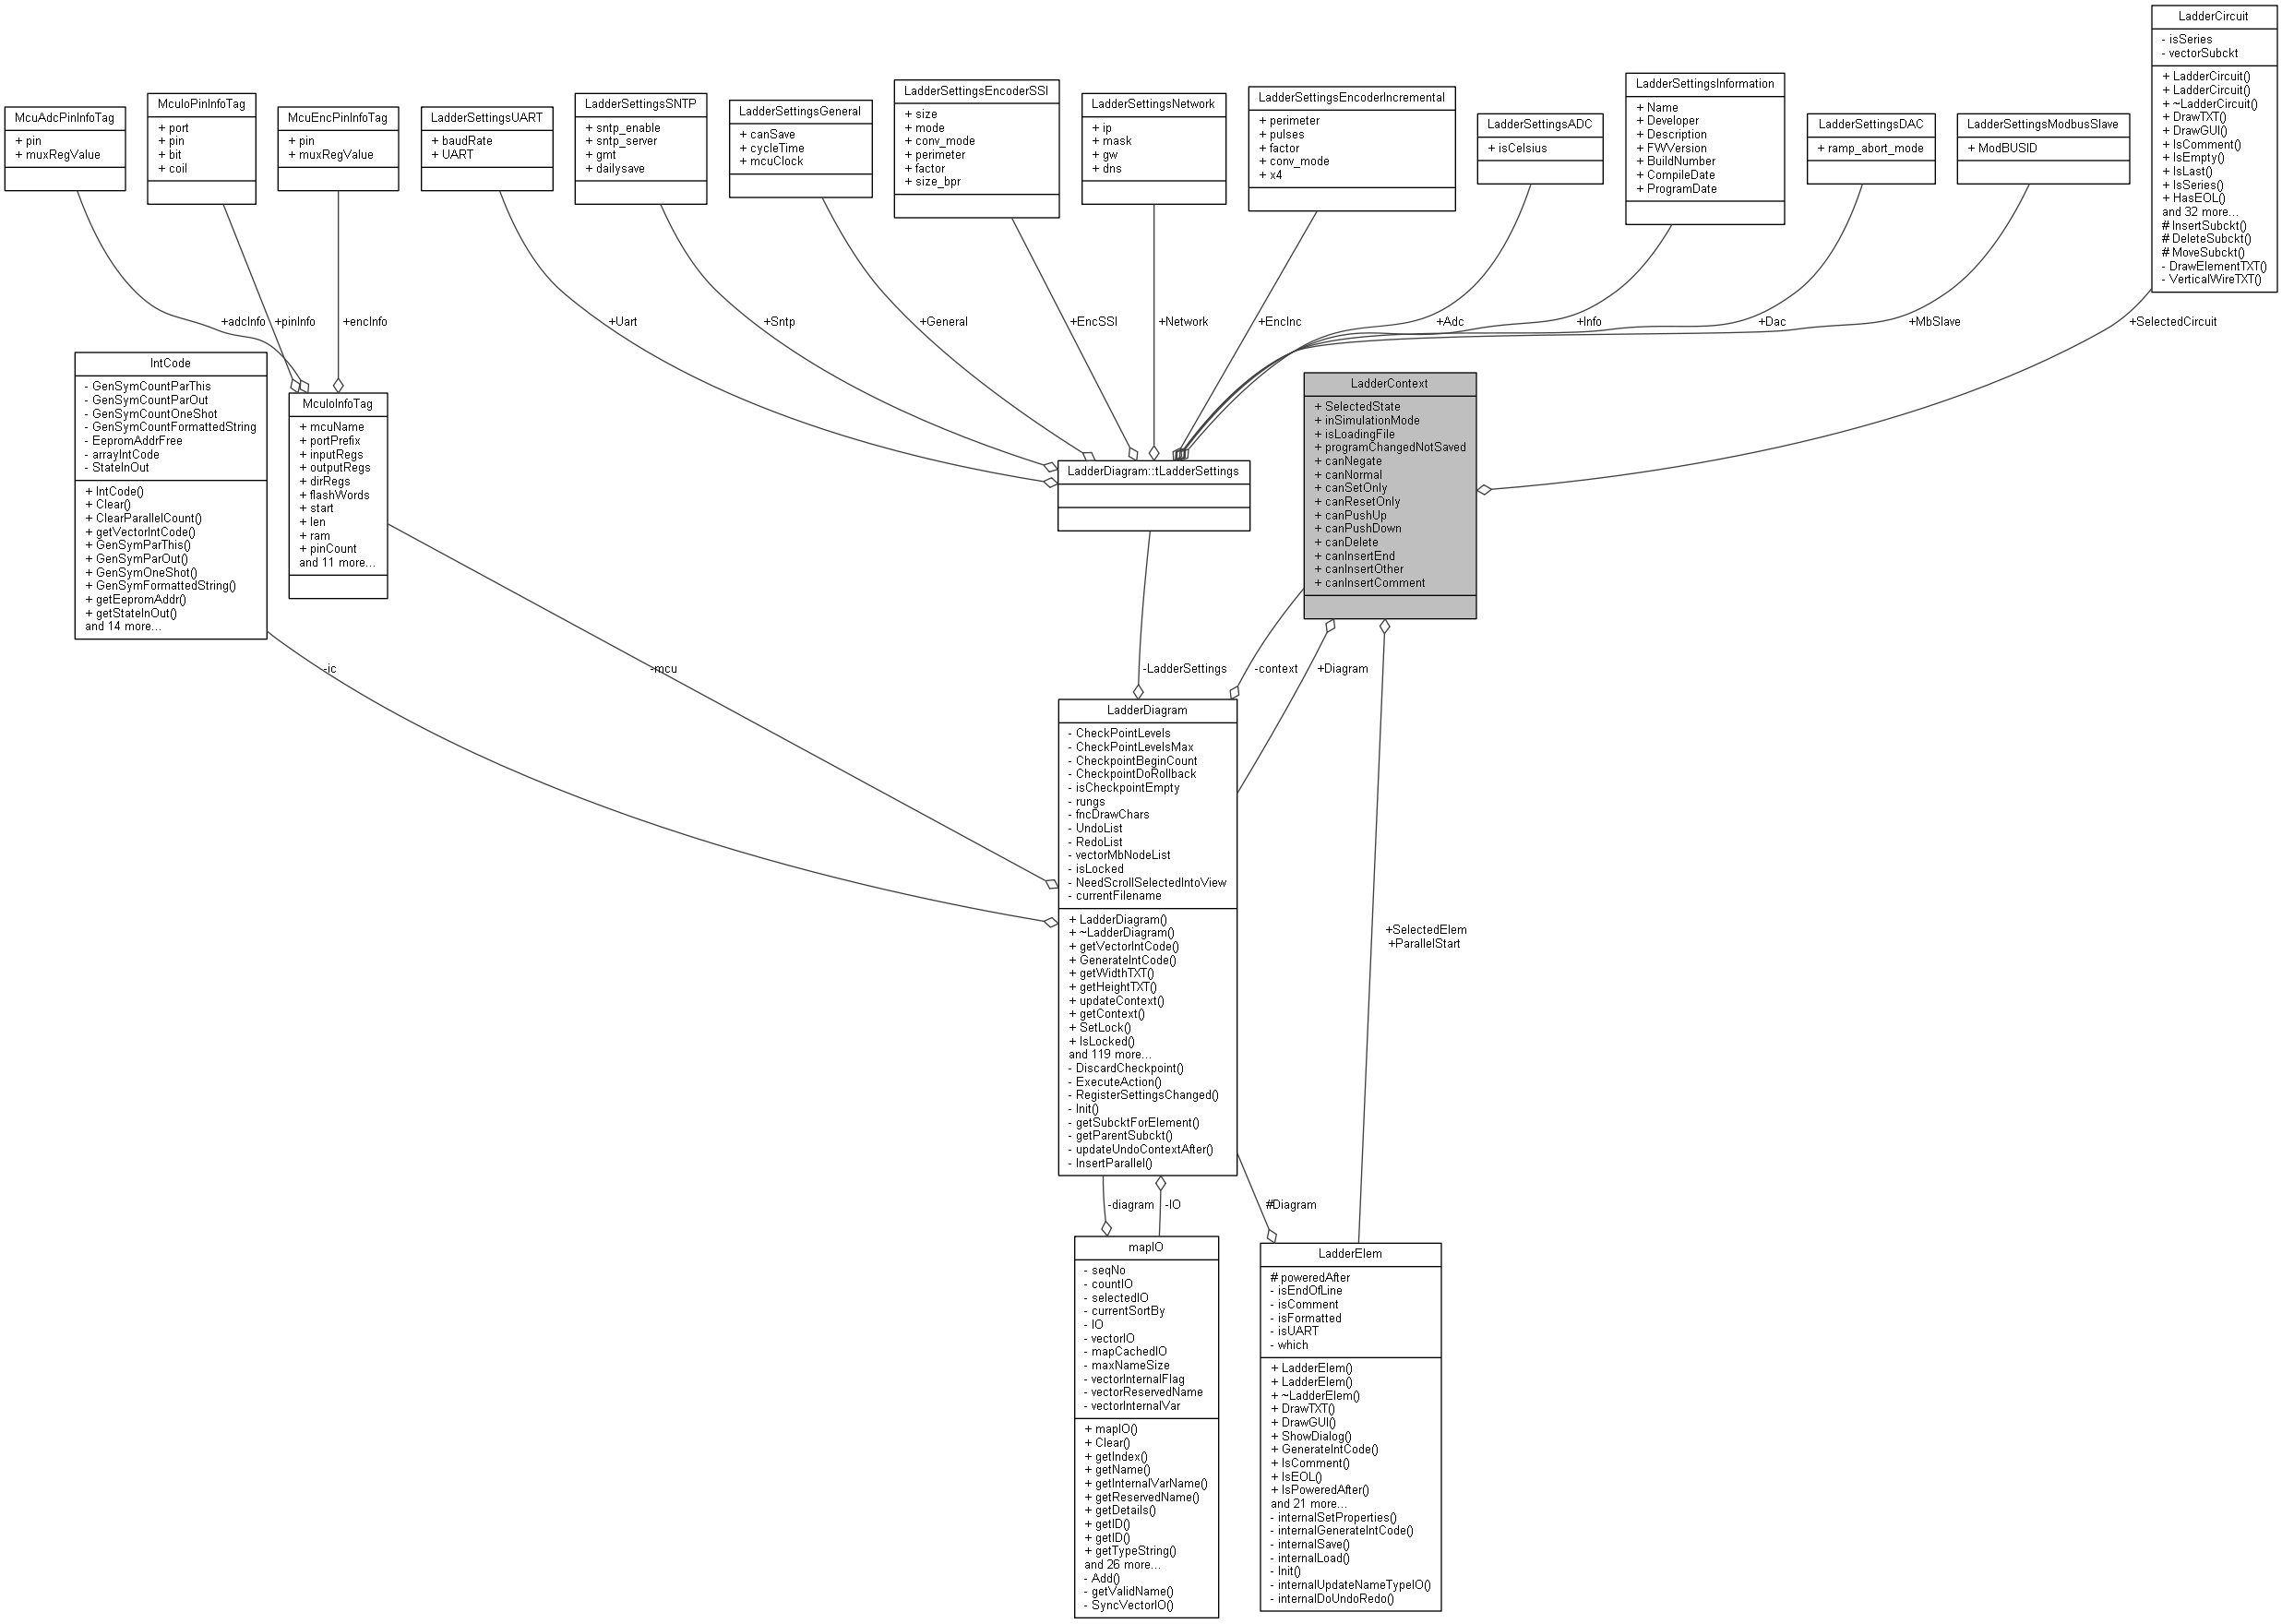 LadderCircuit
- isSeries
- vectorSubckt
+ LadderCircuit()
+ LadderCircuit()
+ ~LadderCircuit()
+ DrawTXT()
+ DrawGUI()
+ IsComment()
+ IsEmpty()
+ IsLast()
+ IsSeries()
+ HasEOL()
and 32 more...
# InsertSubckt()
# DeleteSubckt()
# MoveSubckt()
- DrawElementTXT()
- VerticalWireTXT()
McuAdcPinInfoTag
+ pin
+ muxRegValue
McuIoPinInfoTag
+ port
+ pin
+ bit
+ coil
McuEncPinInfoTag
+ pin
+ muxRegValue
LadderSettingsUART
+ baudRate
+ UART
LadderSettingsSNTP
+ sntp_enable
+ sntp_server
+ gmt
+ dailysave
LadderSettingsGeneral
+ canSave
+ cycleTime
+ mcuClock
LadderSettingsEncoderSSI
+ size
+ mode
+ conv_mode
+ perimeter
+ factor
+ size_bpr
LadderSettingsNetwork
+ ip
+ mask
+ gw
+ dns
LadderSettingsEncoderIncremental
+ perimeter
+ pulses
+ factor
+ conv_mode
+ x4
LadderSettingsADC
+ isCelsius
LadderSettingsInformation
+ Name
+ Developer
+ Description
+ FWVersion
+ BuildNumber
+ CompileDate
+ ProgramDate
LadderSettingsDAC
+ ramp_abort_mode
LadderSettingsModbusSlave
+ ModBUSID
+adcInfo
+pinInfo
+encInfo
+Uart
+Sntp
+General
+EncSSI
+Network
+EncInc
+Adc
+Info
+Dac
+MbSlave
+SelectedCircuit
IntCode
- GenSymCountParThis
- GenSymCountParOut
- GenSymCountOneShot
- GenSymCountFormattedString
- EepromAddrFree
- arrayIntCode
- StateInOut
+ IntCode()
+ Clear()
+ ClearParallelCount()
+ getVectorIntCode()
+ GenSymParThis()
+ GenSymParOut()
+ GenSymOneShot()
+ GenSymFormattedString()
+ getEepromAddr()
+ getStateInOut()
and 14 more...
McuIoInfoTag
+ mcuName
+ portPrefix
+ inputRegs
+ outputRegs
+ dirRegs
+ flashWords
+ start
+ len
+ ram
+ pinCount
and 11 more...
LadderDiagram::tLadderSettings
LadderContext
+ SelectedState
+ inSimulationMode
+ isLoadingFile
+ programChangedNotSaved
+ canNegate
+ canNormal
+ canSetOnly
+ canResetOnly
+ canPushUp
+ canPushDown
+ canDelete
+ canInsertEnd
+ canInsertOther
+ canInsertComment
-ic
-mcu
-LadderSettings
-context
+Diagram
LadderDiagram
- CheckPointLevels
- CheckPointLevelsMax
- CheckpointBeginCount
- CheckpointDoRollback
- isCheckpointEmpty
- rungs
- fncDrawChars
- UndoList
- RedoList
- vectorMbNodeList
- isLocked
- NeedScrollSelectedIntoView
- currentFilename
+ LadderDiagram()
+ ~LadderDiagram()
+ getVectorIntCode()
+ GenerateIntCode()
+ getWidthTXT()
+ getHeightTXT()
+ updateContext()
+ getContext()
+ SetLock()
+ IsLocked()
and 119 more...
- DiscardCheckpoint()
- ExecuteAction()
- RegisterSettingsChanged()
- Init()
- getSubcktForElement()
- getParentSubckt()
- updateUndoContextAfter()
- InsertParallel()
+SelectedElem
+ParallelStart
-diagram
-IO
#Diagram
mapIO
- seqNo
- countIO
- selectedIO
- currentSortBy
- IO
- vectorIO
- mapCachedIO
- maxNameSize
- vectorInternalFlag
- vectorReservedName
- vectorInternalVar
+ mapIO()
+ Clear()
+ getIndex()
+ getName()
+ getInternalVarName()
+ getReservedName()
+ getDetails()
+ getID()
+ getID()
+ getTypeString()
and 26 more...
- Add()
- getValidName()
- SyncVectorIO()
LadderElem
# poweredAfter
- isEndOfLine
- isComment
- isFormatted
- isUART
- which
+ LadderElem()
+ LadderElem()
+ ~LadderElem()
+ DrawTXT()
+ DrawGUI()
+ ShowDialog()
+ GenerateIntCode()
+ IsComment()
+ IsEOL()
+ IsPoweredAfter()
and 21 more...
- internalSetProperties()
- internalGenerateIntCode()
- internalSave()
- internalLoad()
- Init()
- internalUpdateNameTypeIO()
- internalDoUndoRedo()